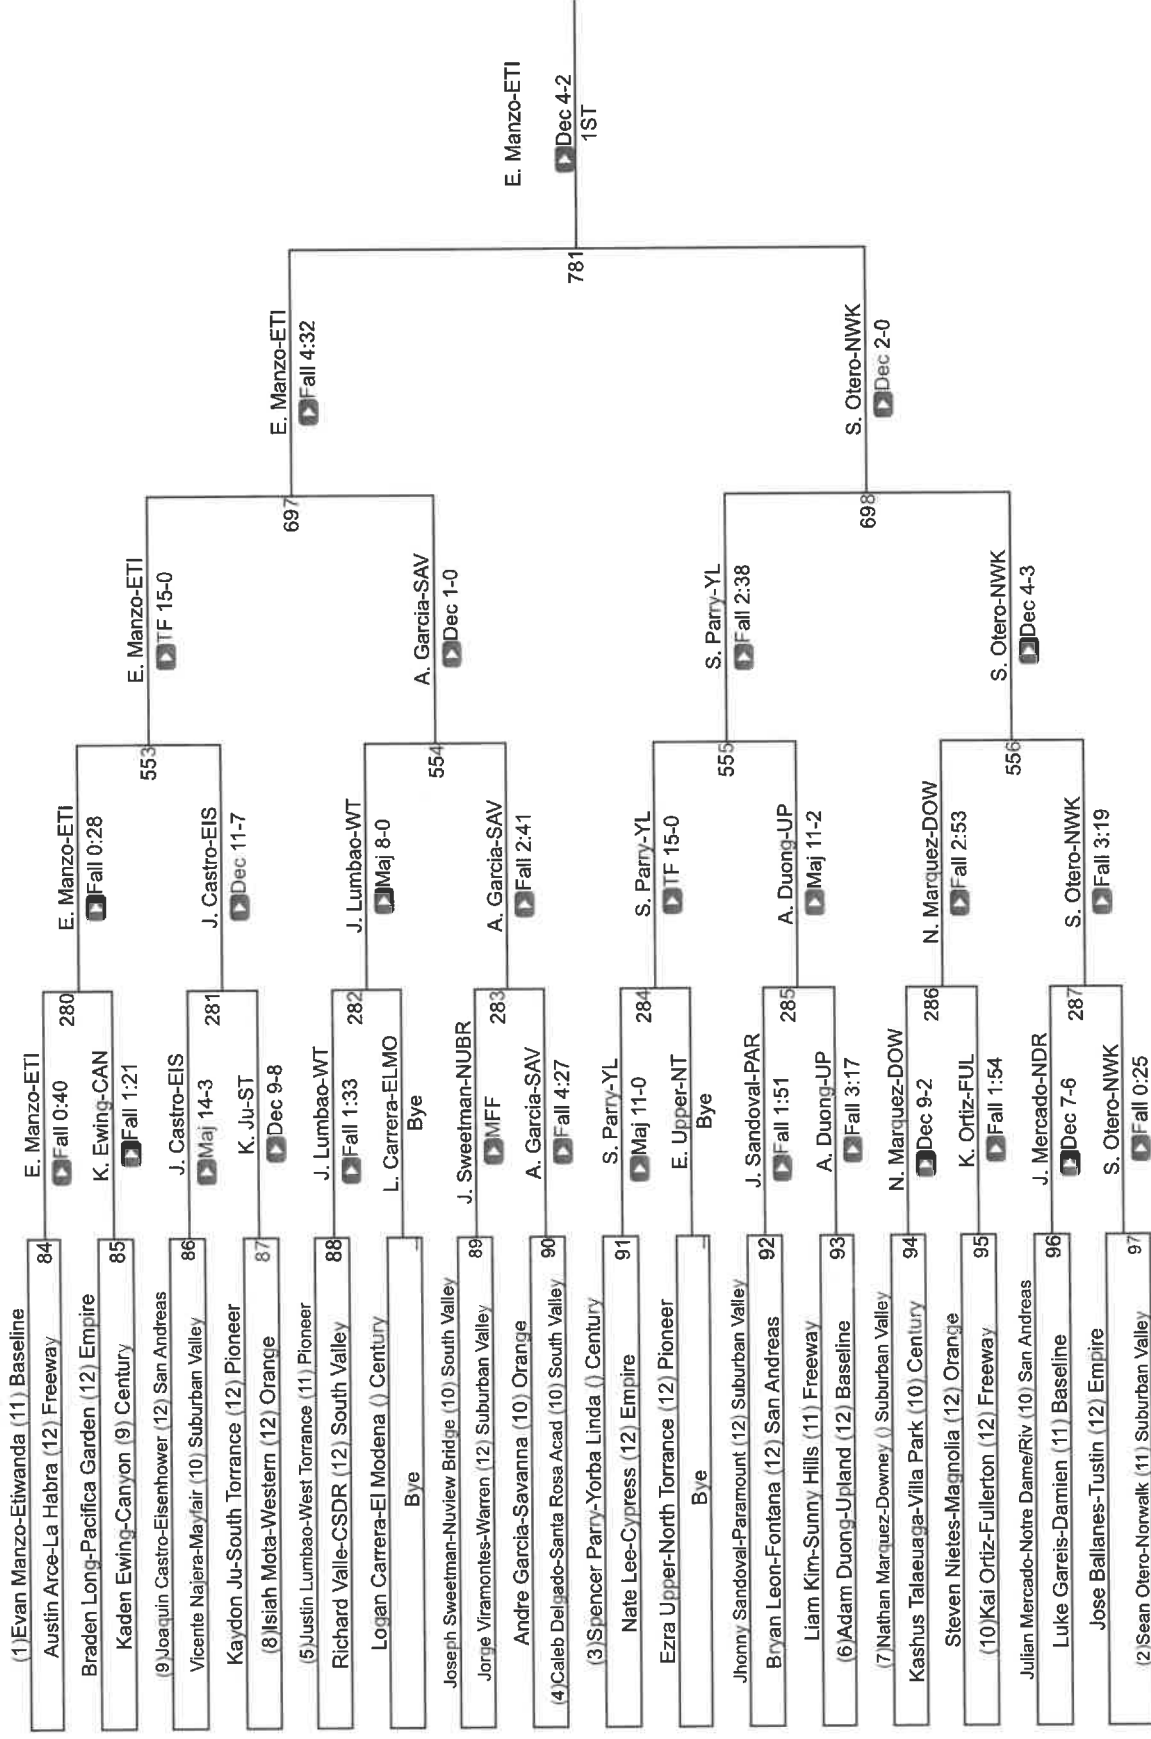 (1)Evan Manzo-Etiwanda (11) Baseline
84
Austin Arce-La Habra (12) Freeway
Braden Long-Pacifica Garden (12) Empire
85
Kaden Ewing-Canyon (9) Century
(9)Joaquin Castro-Eisenhower (12) San Andreas
86
Vicente Najera-Mayfair (10) Suburban Valley
Kaydon Ju-South Torrance (12) Pioneer
87
(8)Isiah Mota-Western (12) Orange
(5)Justin Lumbao-West Torrance (11) Pioneer
88
Richard Valle-CSDR (12) South Valley
Logan Carrera-El Modena () Century
Bye
Joseph Sweetman-Nuview Bridge (10) South Valley
89
Jorge Viramontes-Warren (12) Suburban Valley
Andre Garcia-Savanna (10) Orange
90
(4)Caleb Delgado-Santa Rosa Acad (10) South Valley
(3)Spencer Parry-Yorba Linda () Century
91
Nate Lee-Cypress (12) Empire
Ezra Upper-North Torrance (12) Pioneer
Bye
Jhonny Sandoval-Paramount (12) Suburban Valley
92
Bryan Leon-Fontana (12) San Andreas
Liam Kim-Sunny Hills (11) Freeway
93
(6)Adam Duong-Upland (12) Baseline
(7)Nathan Marquez-Downey () Suburban Valley
94
Kashus Talaeuaga-Villa Park (10) Century
Steven Nietes-Magnolia (12) Orange
95
(10)Kai Ortiz-Fullerton (12) Freeway
Julian Mercado-Notre Dame/Riv (10) San Andreas
96
Luke Gareis-Damien (11) Baseline
Jose Ballanes-Tustin (12) Empire
97
(2)Sean Otero-Norwalk (11) Suburban Valley
E. Manzo-ETI
Fall 0:40
280
K. Ewing-CAN
Fall 1:21
J. Castro-EIS
Maj 14-3
281
K. Ju-ST
Dec 9-8
J. Lumbao-WT
Fall 1:33
282
L. Carrera-ELMO
Bye
J. Sweetman-NUBR
MFF
283
A. Garcia-SAV
Fall 4:27
S. Parry-YL
Maj 11-0
284
E. Upper-NT
Bye
J. Sandoval-PAR
Fall 1:51
285
A. Duong-UP
Fall 3:17
N. Marquez-DOW
Dec 9-2
286
K. Ortiz-FUL
Fall 1:54
J. Mercado-NDR
Dec 7-6
287
S. Otero-NWK
Fall 0:25
E. Manzo-ETI
Fall 0:28
553
J. Castro-EIS
Dec 11-7
J. Lumbao-WT
Maj 8-0
554
A. Garcia-SAV
Fall 2:41
S. Parry-YL
TF 15-0
555
A. Duong-UP
Maj 11-2
N. Marquez-DOW
Fall 2:53
556
S. Otero-NWK
Fall 3:19
E. Manzo-ETI
TF 15-0
697
A. Garcia-SAV
Dec 1-0
S. Parry-YL
Fall 2:38
698
S. Otero-NWK
Dec 4-3
E. Manzo-ETI
Fall 4:32
781
S. Otero-NWK
Dec 2-0
E. Manzo-ETI
Dec 4-2
1ST